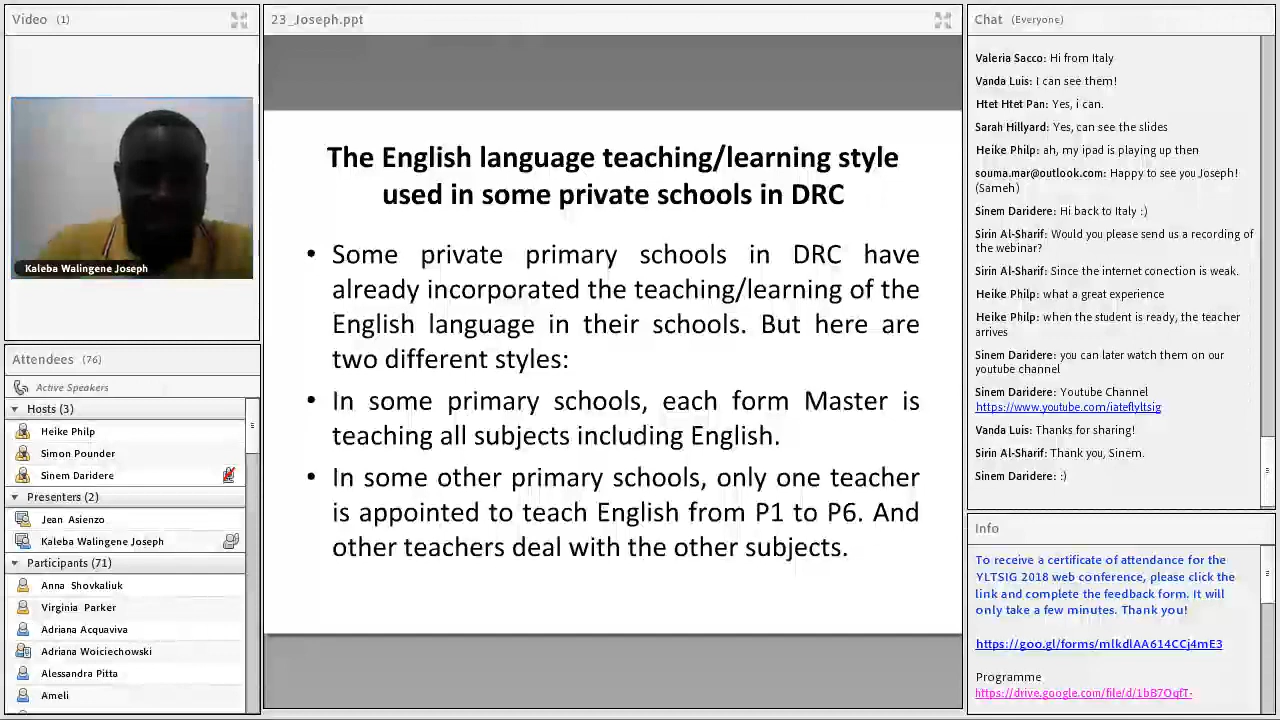 Video (1)
Kaleba Walingene Joseph
Attendees (76)
Active Speakers
Hosts (3)
Heike Philp
Simon Pounder
Sinem Daridere
Presenters (2)
Jean Asienzo
Kaleba Walingene Joseph
Participants (71)
Anna Shovkaliuk
Virginia Parker
Adriana Acquaviva
Adriana Woiciechowski
Alessandra Pitta
Ameli
23_Joseph.ppt
The English language teaching/learning style
used in some private schools in DRC
• Some private primary schools in DRC have
already incorporated the teaching/learning of the
English language in their schools. But here are
two different styles:
• In some primary schools, each form Master is
teaching all subjects including English.
• In some other primary schools, only one teacher
is appointed to teach English from P1 to P6. And
other teachers deal with the other subjects.
Chat (Everyone)
Valeria Sacco: Hi from Italy
Vanda Luis: I can see them!
Htet Htet Pan: Yes, i can.
Sarah Hillyard: Yes, can see the slides
Heike Philp: ah, my ipad is playing up then
souma.mar@outlook.com: Happy to see you Joseph!
(Sameh)
Sinem Daridere: Hi back to Italy :)
Sirin Al-Sharif: Would you please send us a recording of
the webinar?
Sirin Al-Sharif: Since the internet conection is weak.
Heike Philp: what a great experience
Heike Philp: when the student is ready, the teacher
arrives
Sinem Daridere: you can later watch them on our
youtube channel
Sinem Daridere: Youtube Channel
https://www.youtube.com/iateflyltsig
Vanda Luis: Thanks for sharing!
Sirin Al-Sharif: Thank you, Sinem.
Sinem Daridere: :)
Info
To receive a certificate of attendance for the
YLTSIG 2018 web conference, please click the
link and complete the feedback form. It will
only take a few minutes. Thank you!
https://goo.gl/forms/mlkdlAA614CCj4mE3
Programme
https://drive.google.com/file/d/1bB7OqfT-